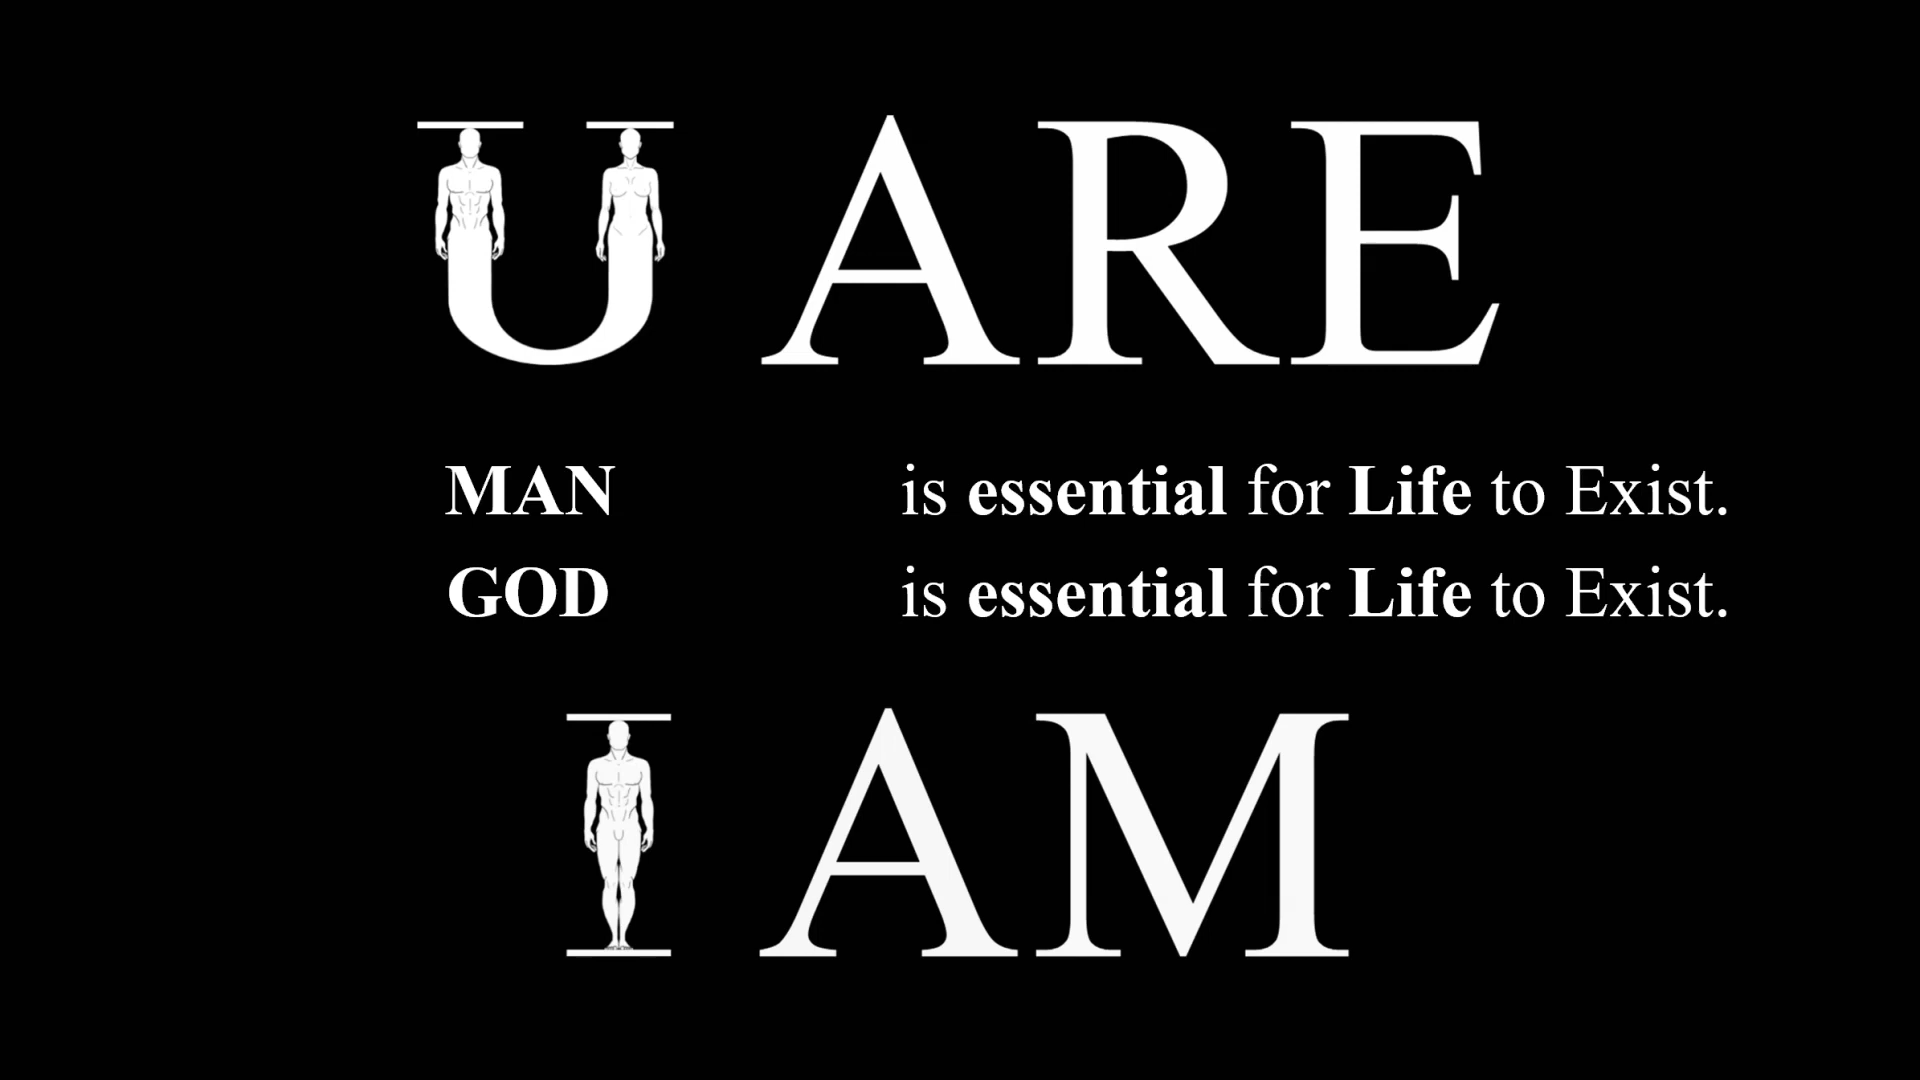 U ARE
MAN is essential for Life to Exist.
GOD is essential for Life to Exist.
I AM